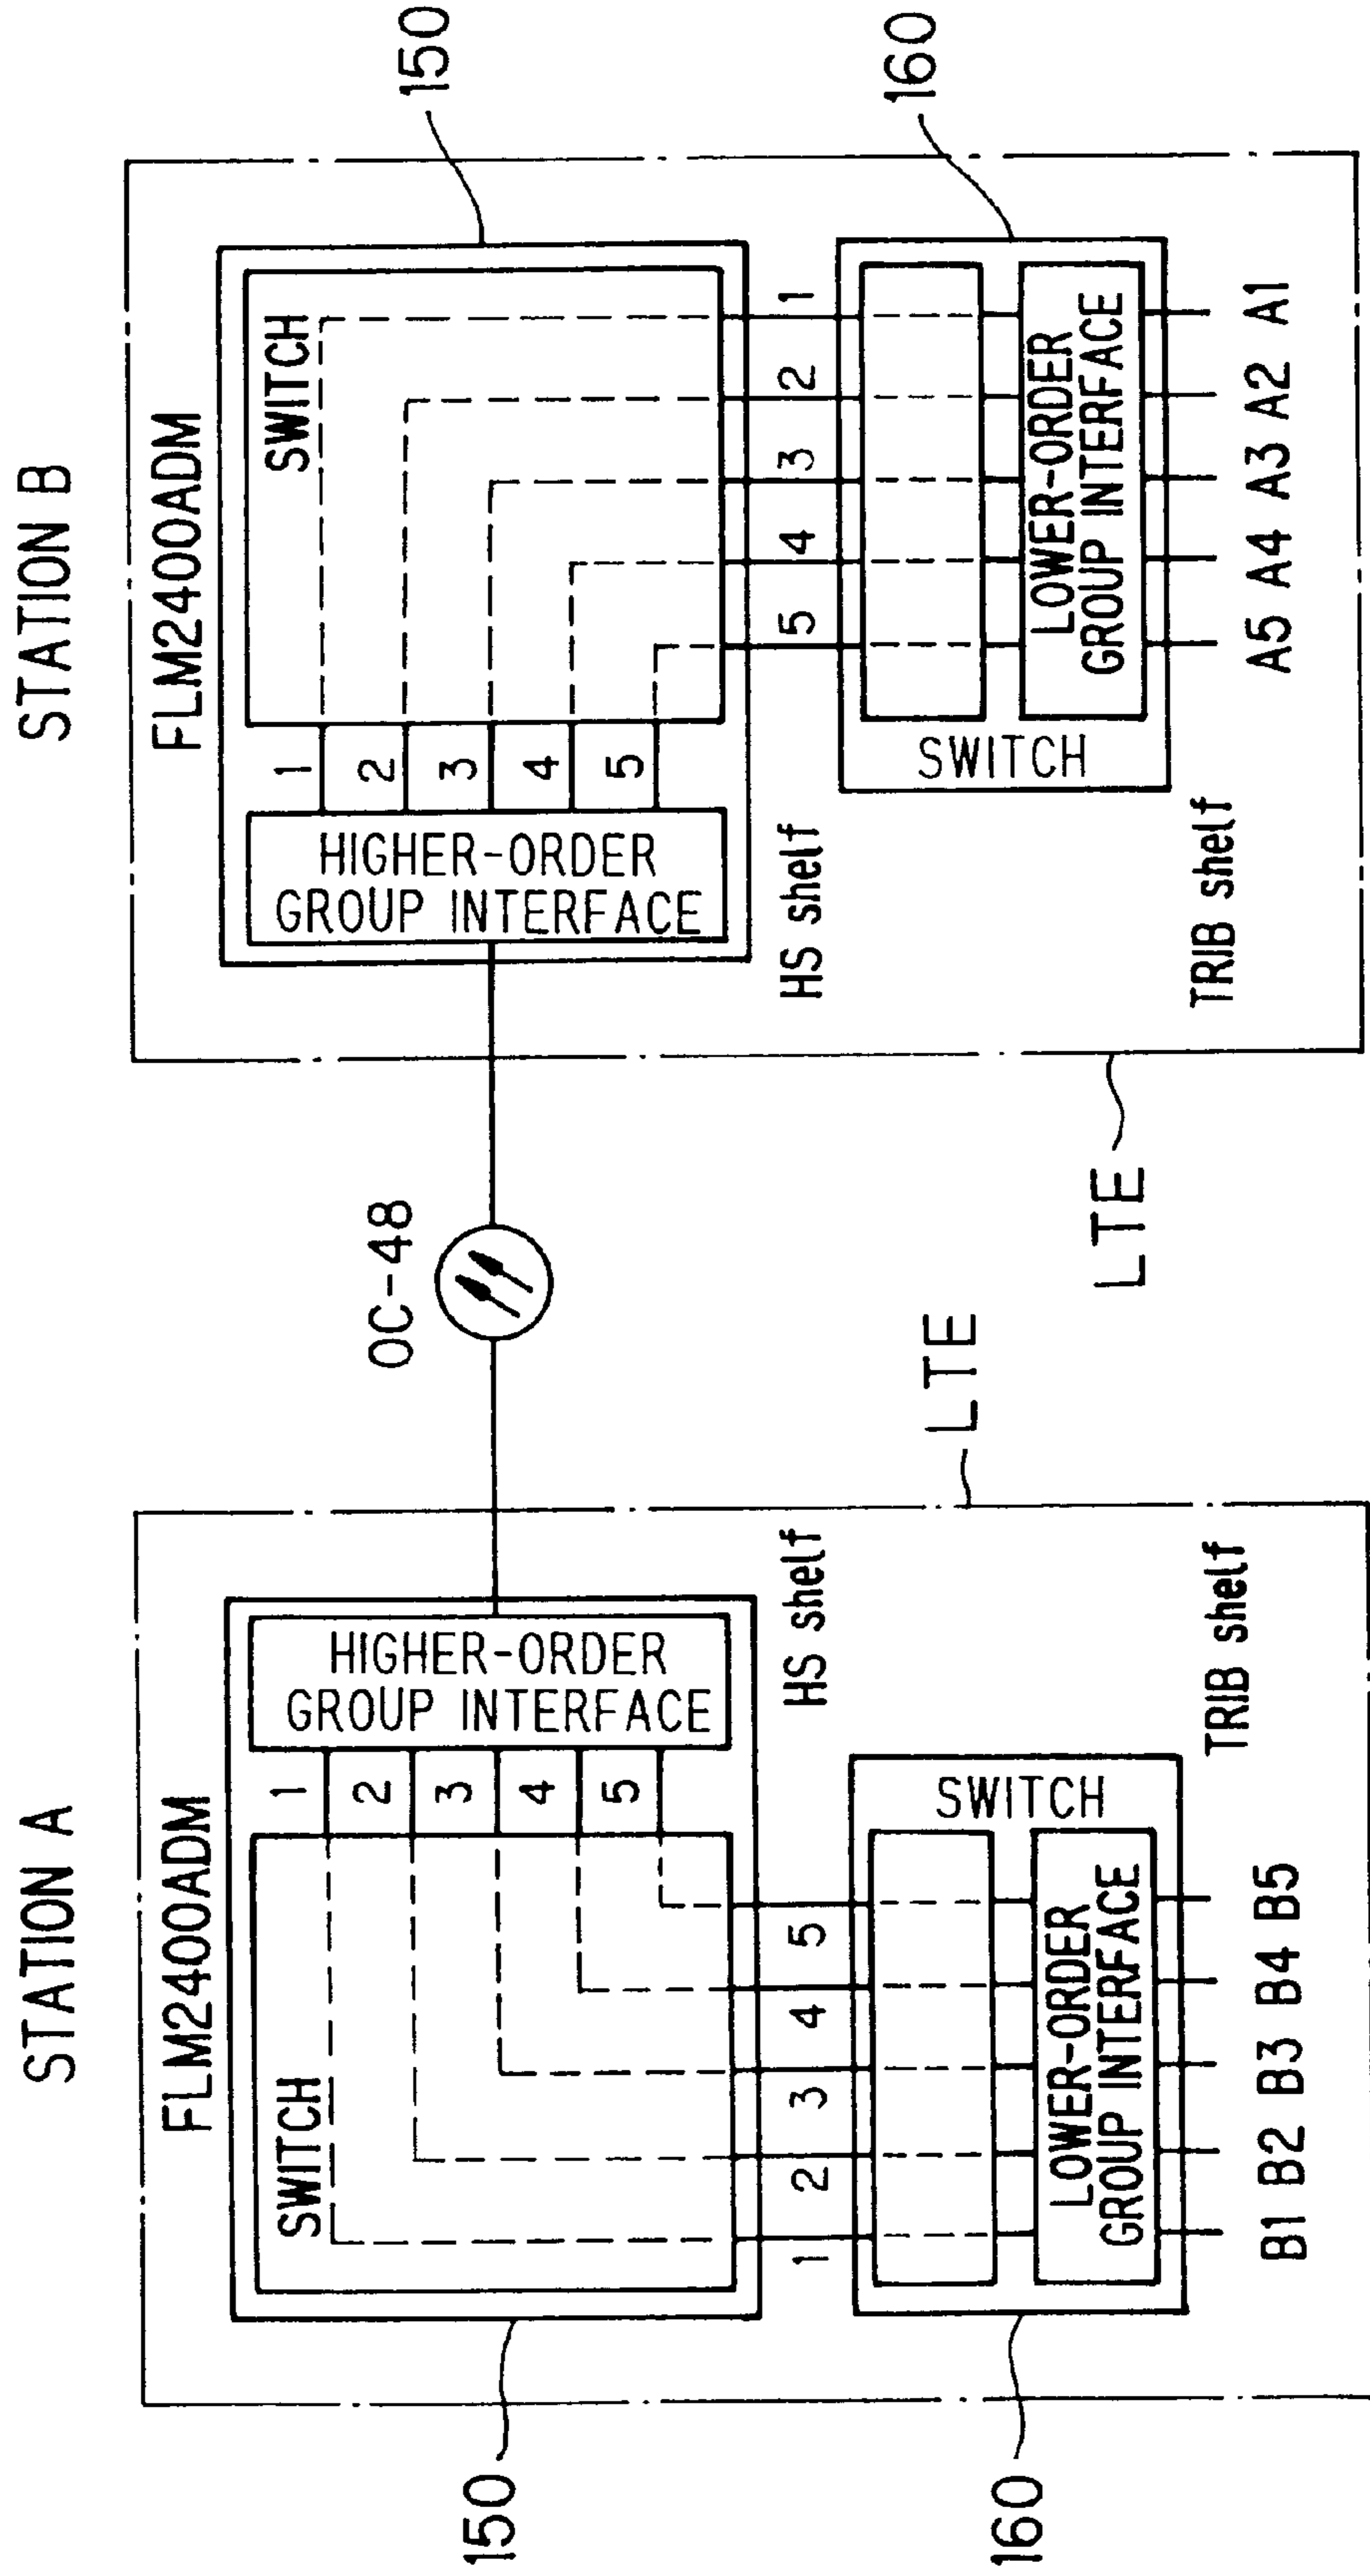 STATION A
FLM2400ADM
SWITCH
1
2
3
4
5
HIGHER-ORDER
GROUP INTERFACE
HS shelf
150
1 2 3 4 5
SWITCH
LOWER-ORDER
GROUP INTERFACE
160
TRIB shelf
B1 B2 B3 B4 B5
LTE
OC-48
STATION B
FLM2400ADM
SWITCH
1
2
3
4
5
HIGHER-ORDER
GROUP INTERFACE
HS shelf
150
5 4 3 2 1
SWITCH
LOWER-ORDER
GROUP INTERFACE
160
TRIB shelf
A5 A4 A3 A2 A1
LTE